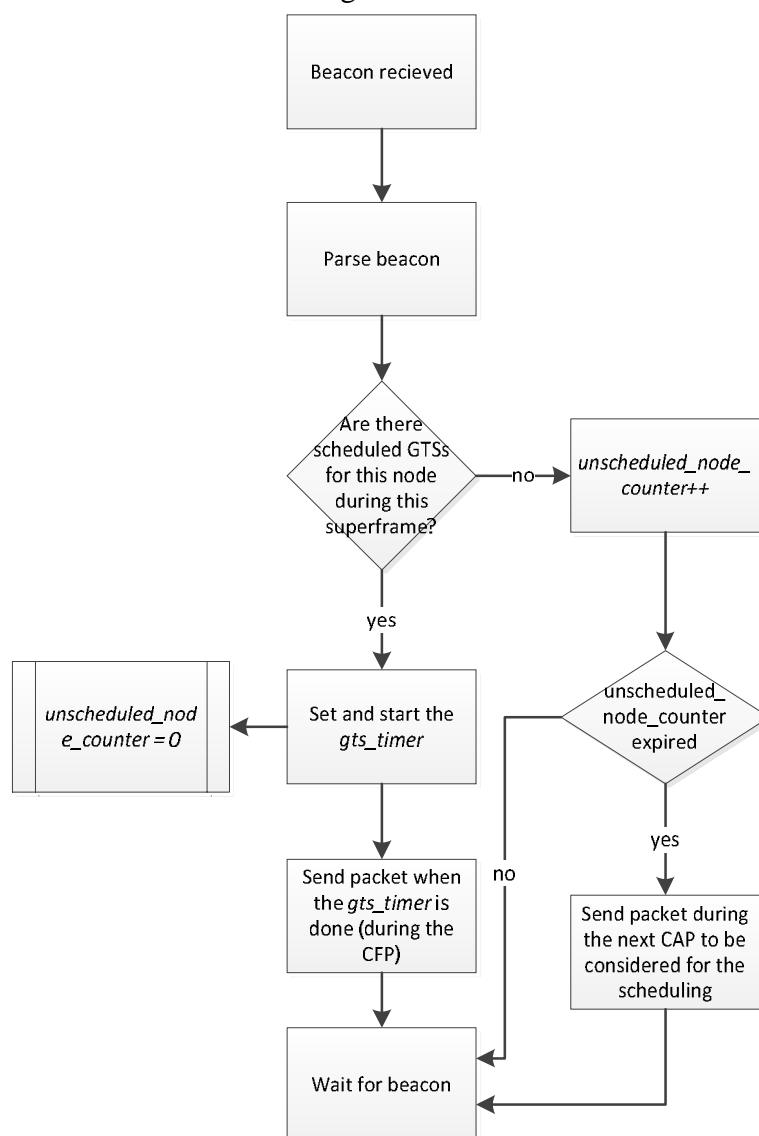 Beacon recieved
Parse beacon
Are there
scheduled GTSs
for this node
during this
superframe?
no
unscheduled_node_
counter++
yes
unscheduled_nod
e_counter = 0
Set and start the
gts_timer
unscheduled_
node_counter
expired
Send packet when
the gts_timer is
done (during the
CFP)
no
yes
Send packet during
the next CAP to be
considered for the
scheduling
Wait for beacon